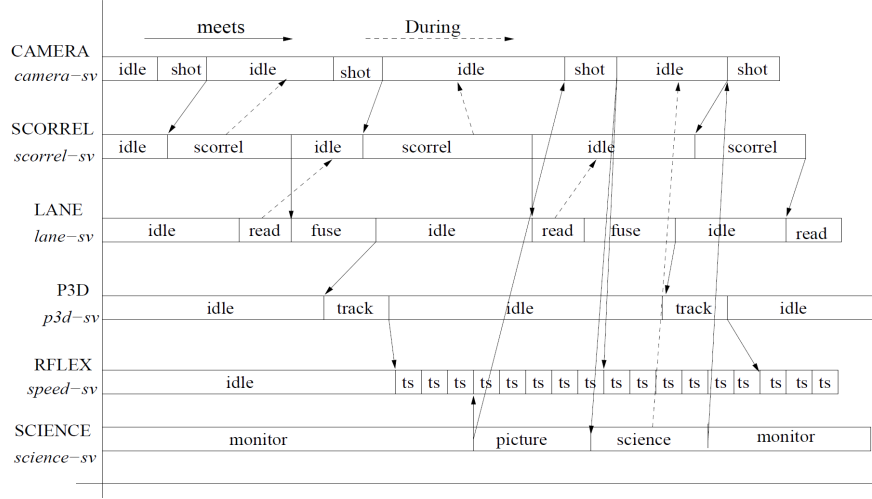 meets During
CAMERA
camera−sv
idle shot idle shot idle shot idle shot
SCORREL
scorrel−sv
idle scorrel idle scorrel idle scorrel
LANE
lane−sv
idle read fuse idle read fuse idle read
P3D
p3d−sv
idle track idle track idle
RFLEX
speed−sv
idle ts ts ts ts ts ts ts ts ts ts ts ts ts ts ts ts ts
SCIENCE
science−sv
monitor picture science monitor